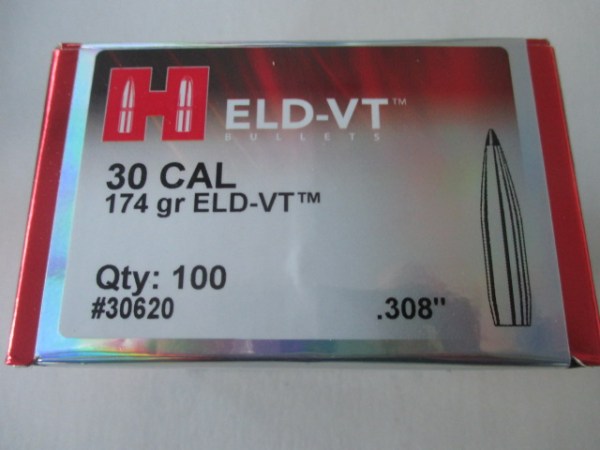 H
ELD-VT™
BULLETS
30 CAL
174 gr ELD-VT™
Qty: 100
#30620
.308"